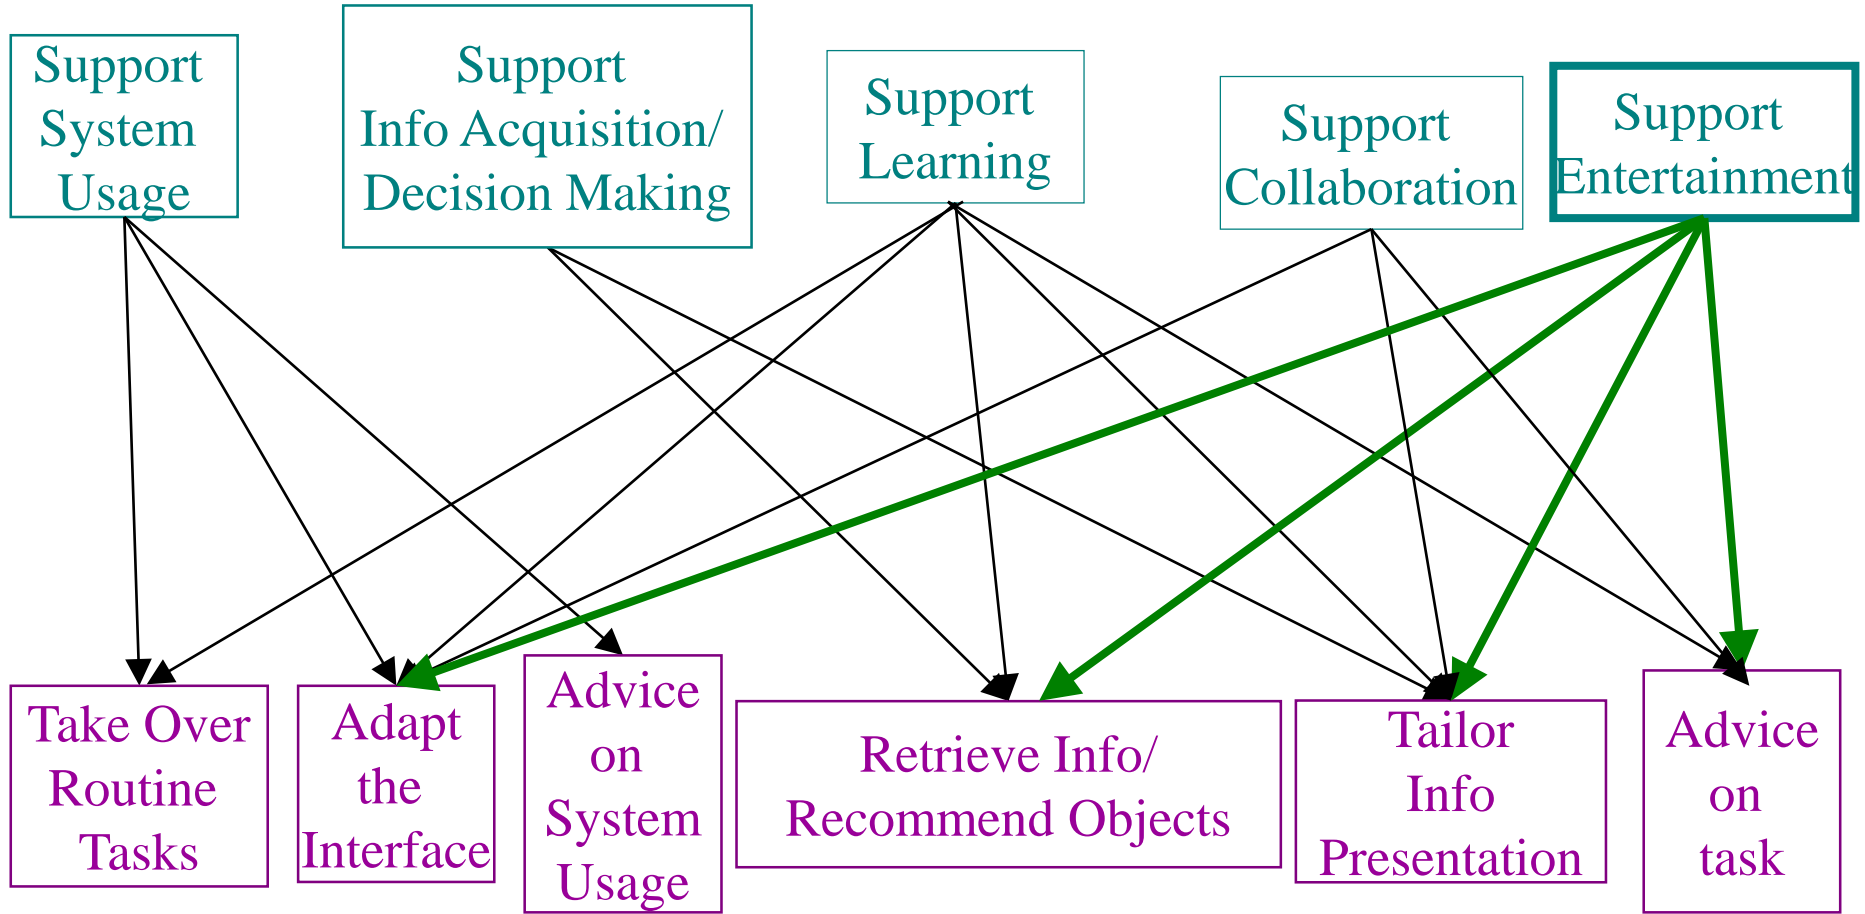 Support
System
Usage
Support
Info Acquisition/
Decision Making
Support
Learning
Support
Collaboration
Support
Entertainment
Take Over
Routine
Tasks
Adapt
the
Interface
Advice
on
System
Usage
Retrieve Info/
Recommend Objects
Tailor
Info
Presentation
Advice
on
task